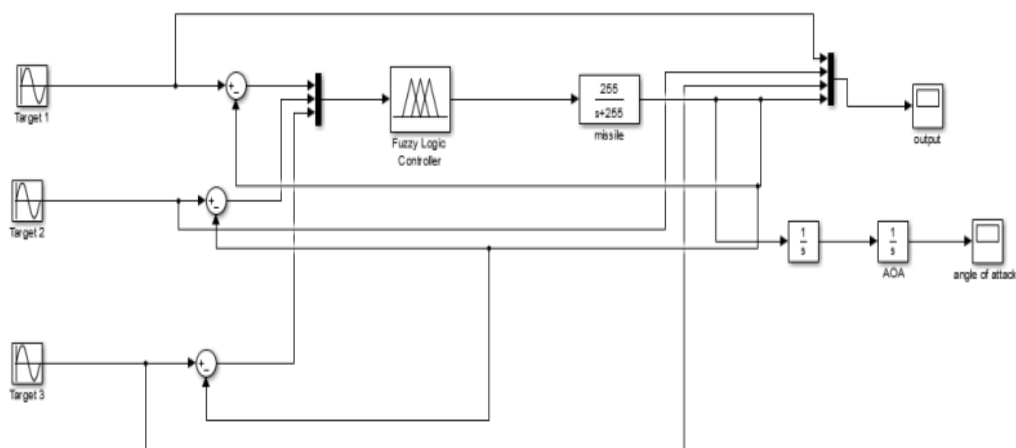 Target 1
+
-
Fuzzy Logic
Controller
255
s+255
missile
output
Target 2
+
-
1
s
1
s
AOA
angle of attack
Target 3
+
-